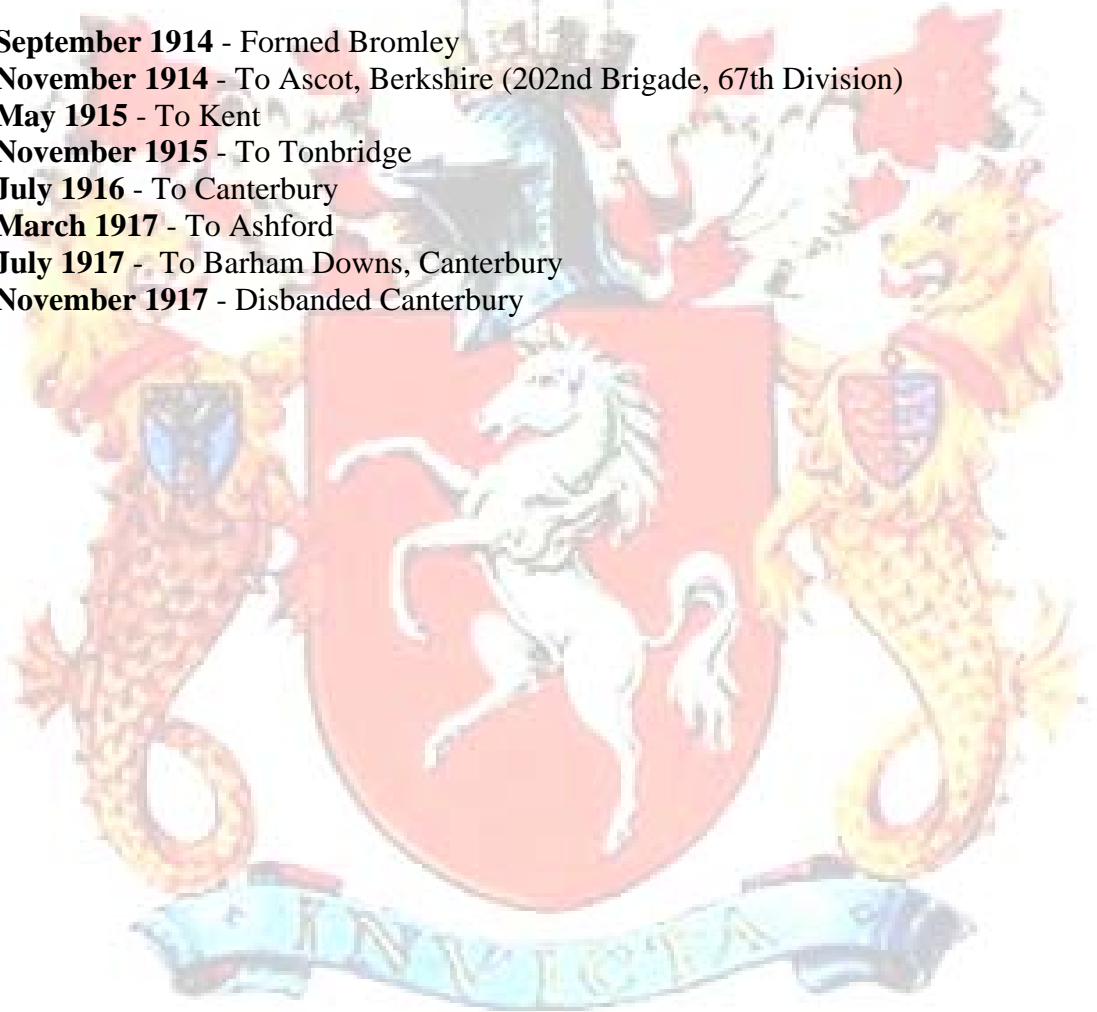 September 1914 - Formed Bromley
November 1914 - To Ascot, Berkshire (202nd Brigade, 67th Division)
May 1915 - To Kent
November 1915 - To Tonbridge
July 1916 - To Canterbury
March 1917 - To Ashford
July 1917 - To Barham Downs, Canterbury
November 1917 - Disbanded Canterbury
INVICTA